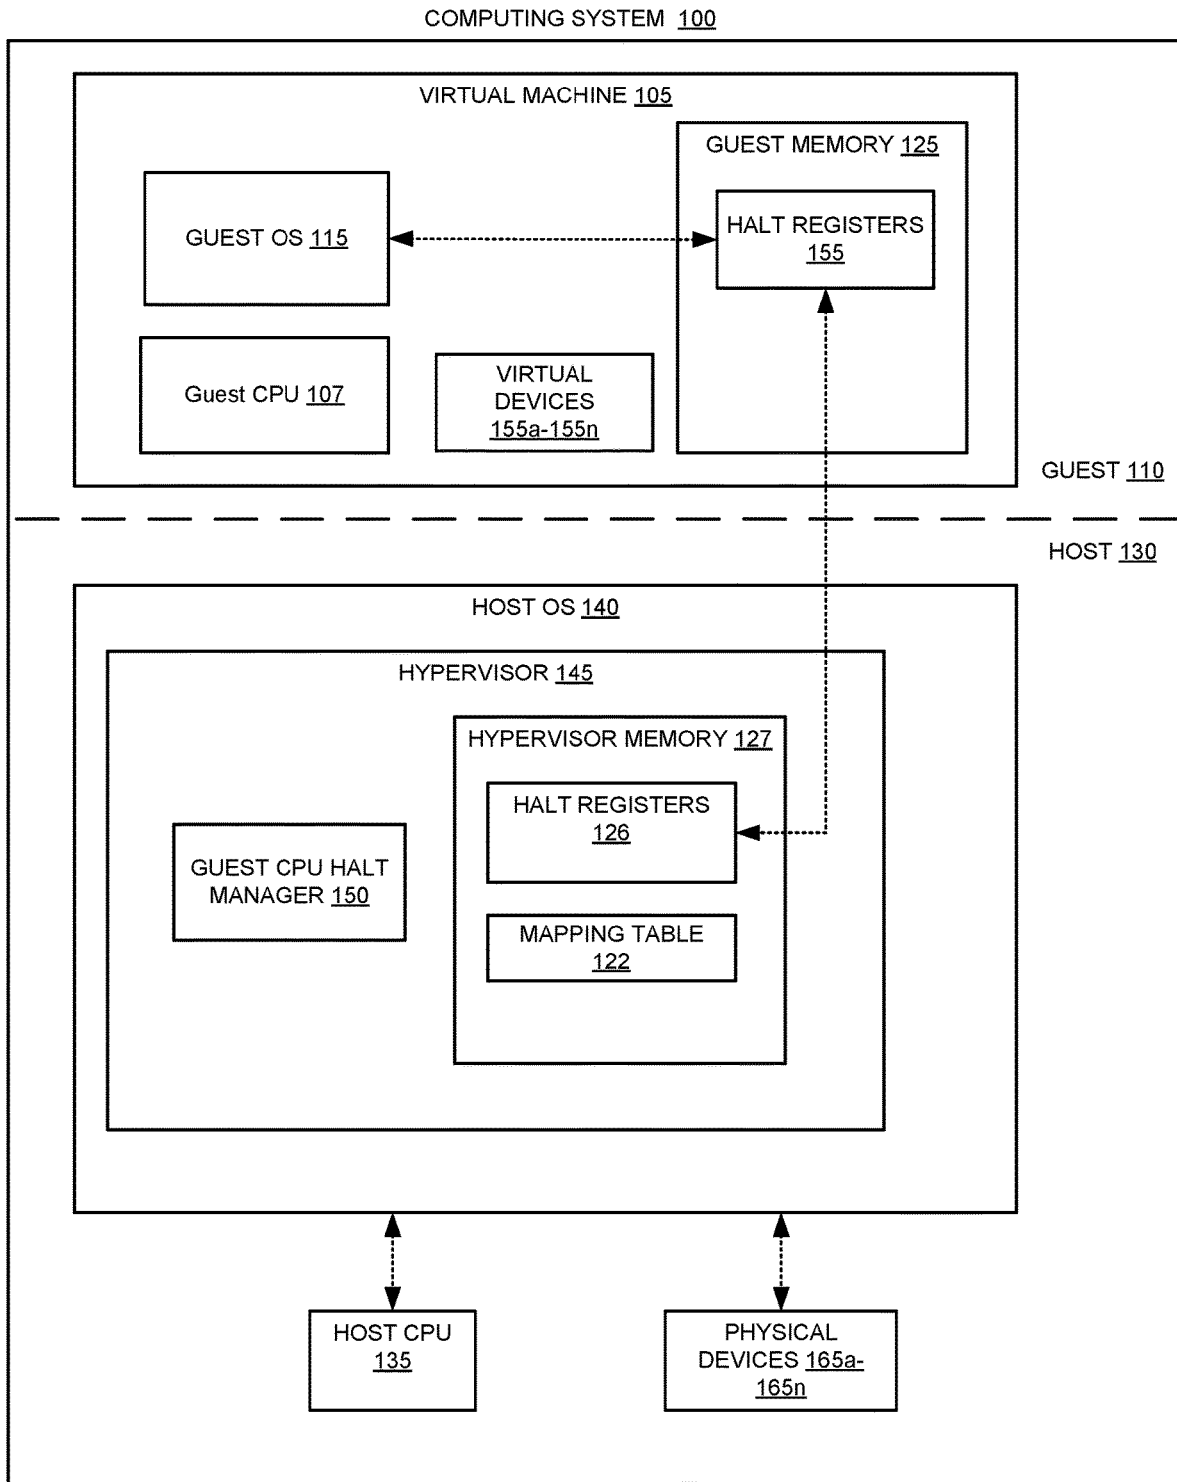 COMPUTING SYSTEM 100
VIRTUAL MACHINE 105
GUEST MEMORY 125
HALT REGISTERS
155
GUEST OS 115
Guest CPU 107
VIRTUAL
DEVICES
155a-155n
GUEST 110
HOST 130
HOST OS 140
HYPERVISOR 145
HYPERVISOR MEMORY 127
HALT REGISTERS
126
GUEST CPU HALT
MANAGER 150
MAPPING TABLE
122
HOST CPU
135
PHYSICAL
DEVICES 165a-
165n